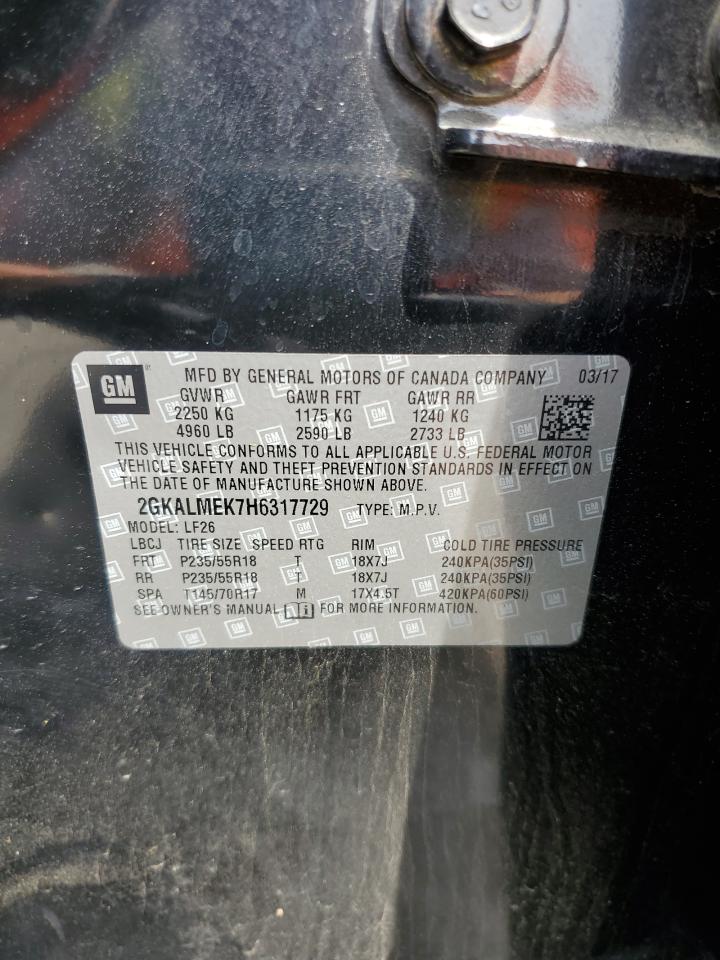 GM
MFD BY GENERAL MOTORS OF CANADA COMPANY 03/17
GVWR GAWR FRT GAWR RR
2250 KG 1175 KG 1240 KG
4960 LB 2590 LB 2733 LB
THIS VEHICLE CONFORMS TO ALL APPLICABLE U.S. FEDERAL MOTOR
VEHICLE SAFETY AND THEFT PREVENTION STANDARDS IN EFFECT ON
THE DATE OF MANUFACTURE SHOWN ABOVE.
2GKALMEK7H6317729 TYPE: M.P.V.
MODEL: LF26
LBCJ TIRE SIZE SPEED RTG RIM COLD TIRE PRESSURE
FRT P235/55R18 T 18X7J 240KPA(35PSI)
RR P235/55R18 T 18X7J 240KPA(35PSI)
SPA T145/70R17 M 17X4.5T 420KPA(60PSI)
SEE OWNER'S MANUAL i FOR MORE INFORMATION.